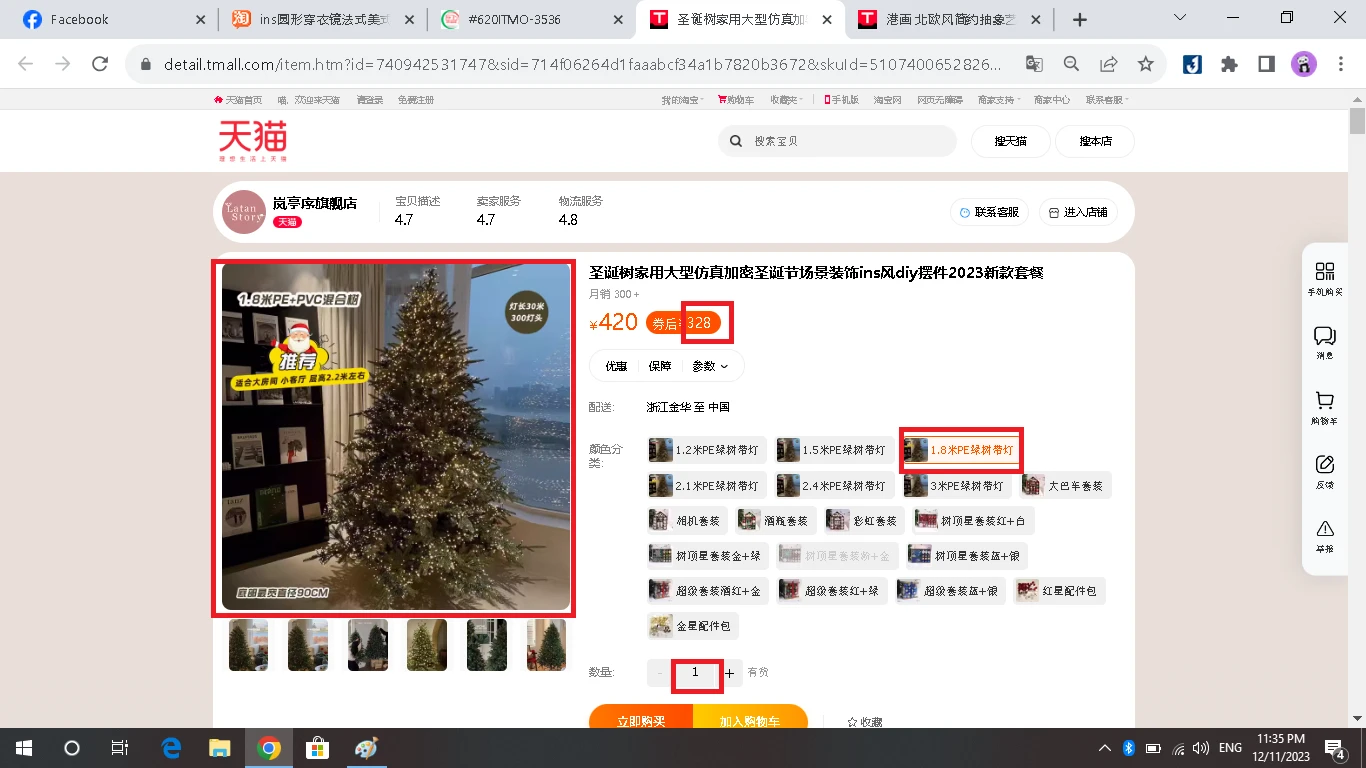 Facebook
ins圆形穿衣镜法式美式
#620ITMO-3536
圣诞树家用大型仿真加
港画 北欧风简约抽象艺
detail.tmall.com/item.htm?id=740942531747&sid=714f06264d1faaabcf34a1b7820b3672&skuId=5107400652826...
天猫首页 喵，欢迎来天猫 请登录 免费注册 我的淘宝 购物车 收藏夹 手机版 淘宝网 网页无障碍 商家支持 商家中心 联系客服
天猫
理想生活上天猫
搜索宝贝
搜天猫
搜本店
Latan Story
岚亭序旗舰店
天猫
宝贝描述 卖家服务 物流服务
4.7 4.7 4.8
联系客服
进入店铺
1.8米PE+PVC混合树
灯长30米
300灯头
推荐
适合大房间 小客厅 层高2.2米左右
底部最宽直径90CM
圣诞树家用大型仿真加密圣诞节场景装饰ins风diy摆件2023新款套餐
月销 300+
¥420 券后¥328
优惠 保障 参数
配送: 浙江金华 至 中国
颜色分类:
1.2米PE绿树带灯 1.5米PE绿树带灯 1.8米PE绿树带灯
2.1米PE绿树带灯 2.4米PE绿树带灯 3米PE绿树带灯 大巴车套装
相机套装 酒瓶套装 彩虹套装 树顶星套装红+白
树顶星套装金+绿 树顶星套装粉+金 树顶星套装蓝+银
超级套装酒红+金 超级套装红+绿 超级套装蓝+银 红星配件包
金星配件包
数量: - 1 + 有货
立即购买 加入购物车 收藏
手机购买
消息
购物车
反馈
举报
ENG
11:35 PM
12/11/2023
4